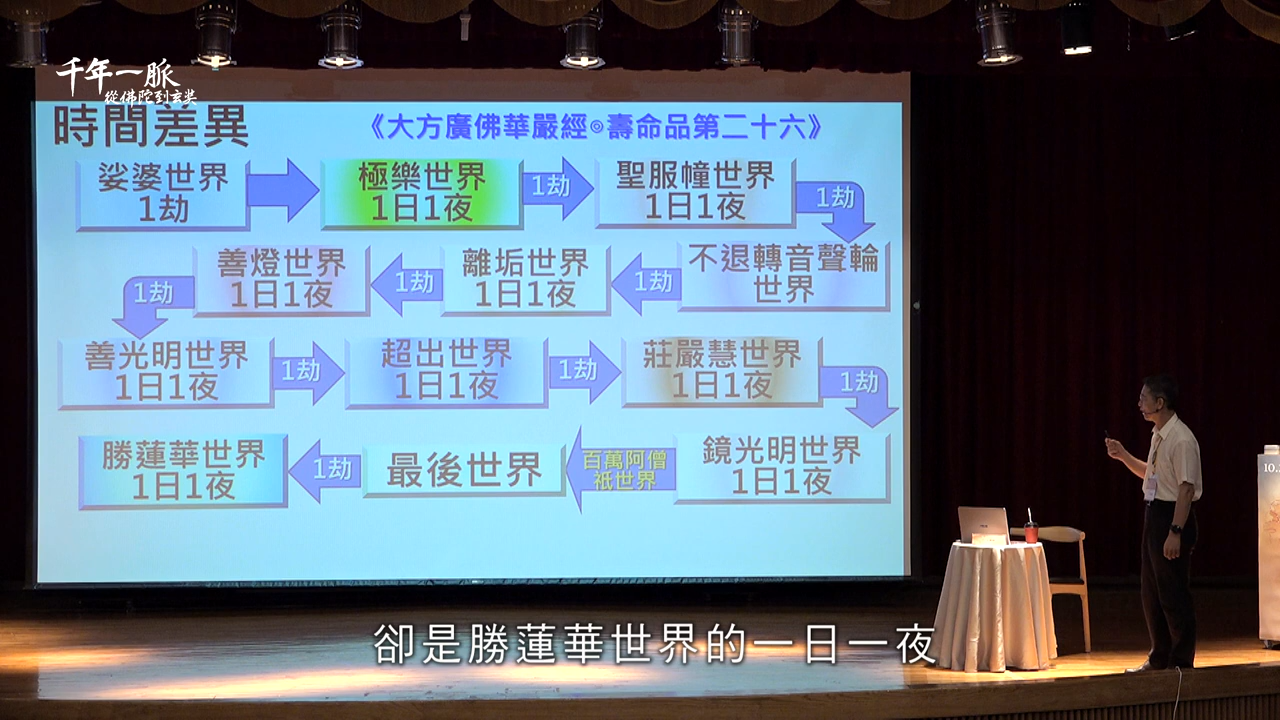 千年一脈
從佛陀到玄奘
時間差異
《大方廣佛華嚴經◎壽命品第二十六》
娑婆世界
1劫
極樂世界
1日1夜
1劫
聖服幢世界
1日1夜
1劫
不退轉音聲輪
世界
1劫
離垢世界
1日1夜
1劫
善燈世界
1日1夜
1劫
善光明世界
1日1夜
1劫
超出世界
1日1夜
1劫
莊嚴慧世界
1日1夜
1劫
鏡光明世界
1日1夜
百萬阿僧
祇世界
最後世界
1劫
勝蓮華世界
1日1夜
卻是勝蓮華世界的一日一夜